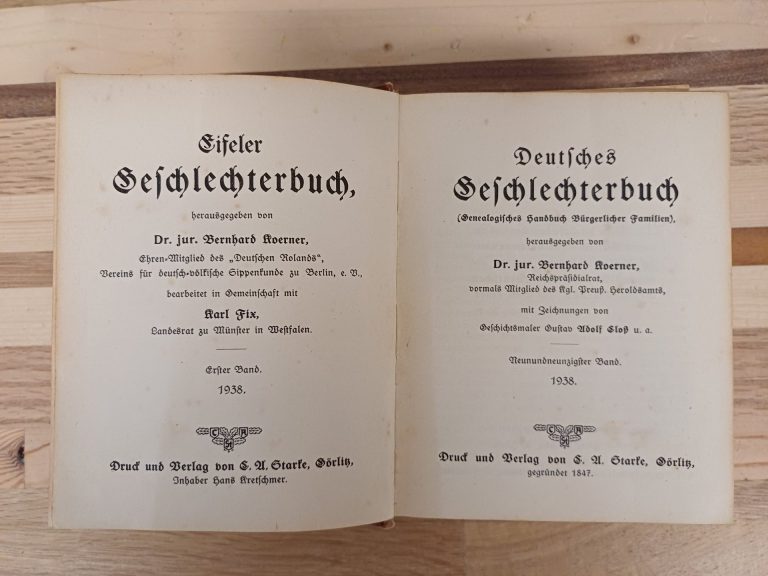 Eifeler
Geſchlechterbuch,
herausgegeben von
Dr. jur. Bernhard Koerner,
Ehren-Mitglied des „Deutſchen Rolands“,
Vereins für deutſch-völkiſche Sippenkunde zu Berlin, e. V.,
bearbeitet in Gemeinſchaft mit
Karl Fix,
Landesrat zu Münſter in Weſtfalen.
Erſter Band.
1938.
C A
St
Druck und Verlag von C. A. Starke, Görlitz,
Inhaber Hans Kretſchmer.
Deutſches
Geſchlechterbuch
(Genealogiſches Handbuch Bürgerlicher Familien),
herausgegeben von
Dr. jur. Bernhard Koerner,
Reichspräſidialrat,
vormals Mitglied des Kgl. Preuß. Heroldsamts,
mit Zeichnungen von
Geſchichtsmaler Guſtav Adolf Cloß u. a.
Neunundneunzigſter Band.
1938.
C A
St
Druck und Verlag von C. A. Starke, Görlitz,
gegründet 1847.